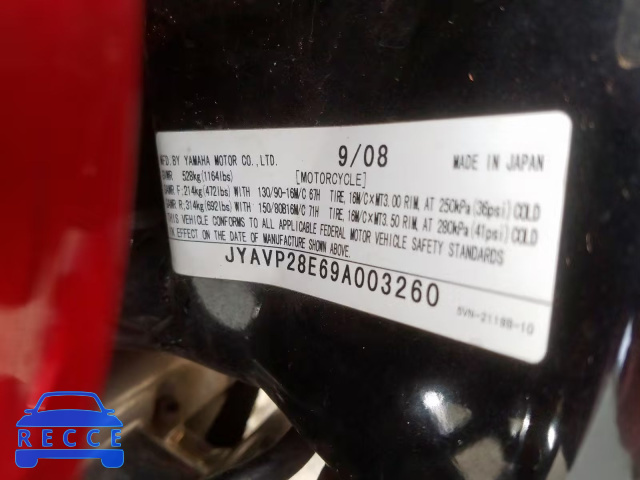 MFD.BY YAMAHA MOTOR CO.,LTD. 9/08 MADE IN JAPAN
GVWR 528kg(1164lbs) [MOTORCYCLE]
GAWR F:214kg(472lbs)WITH 130/90-16M/C 67H TIRE,16M/C×MT3.00 RIM, AT 250kPa(36psi)COLD
GAWR R:314kg(692lbs)WITH 150/80B16M/C 71H TIRE,16M/C×MT3.50 RIM, AT 280kPa(41psi)COLD
THIS VEHICLE CONFORMS TO ALL APPLICABLE FEDERAL MOTOR VEHICLE SAFETY STANDARDS
IN EFFECT ON THE DATE OF MANUFACTURE SHOWN ABOVE.
JYAVP28E69A003260
5VN-2119B-10
RECCE